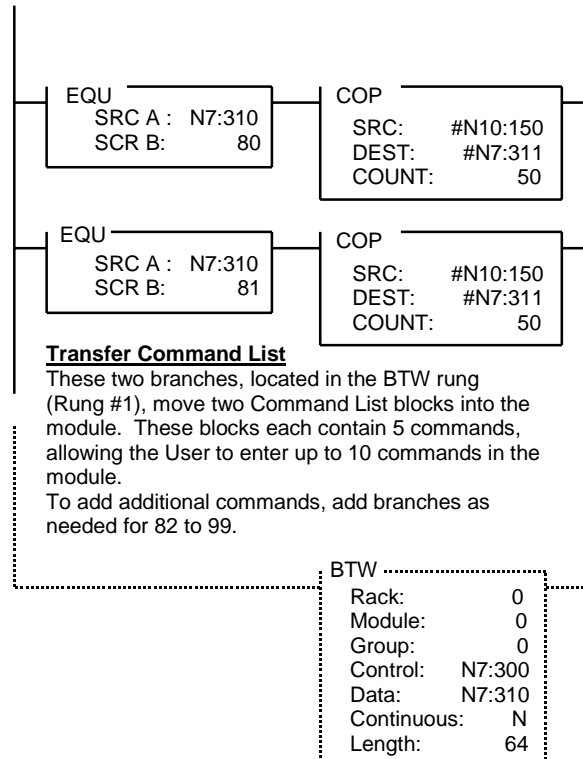 EQU
SRC A : N7:310
SCR B: 80
COP
SRC: #N10:150
DEST: #N7:311
COUNT: 50
EQU
SRC A : N7:310
SCR B: 81
COP
SRC: #N10:150
DEST: #N7:311
COUNT: 50
Transfer Command List
These two branches, located in the BTW rung
(Rung #1), move two Command List blocks into the
module. These blocks each contain 5 commands,
allowing the User to enter up to 10 commands in the
module.
To add additional commands, add branches as
needed for 82 to 99.
BTW
Rack: 0
Module: 0
Group: 0
Control: N7:300
Data: N7:310
Continuous: N
Length: 64